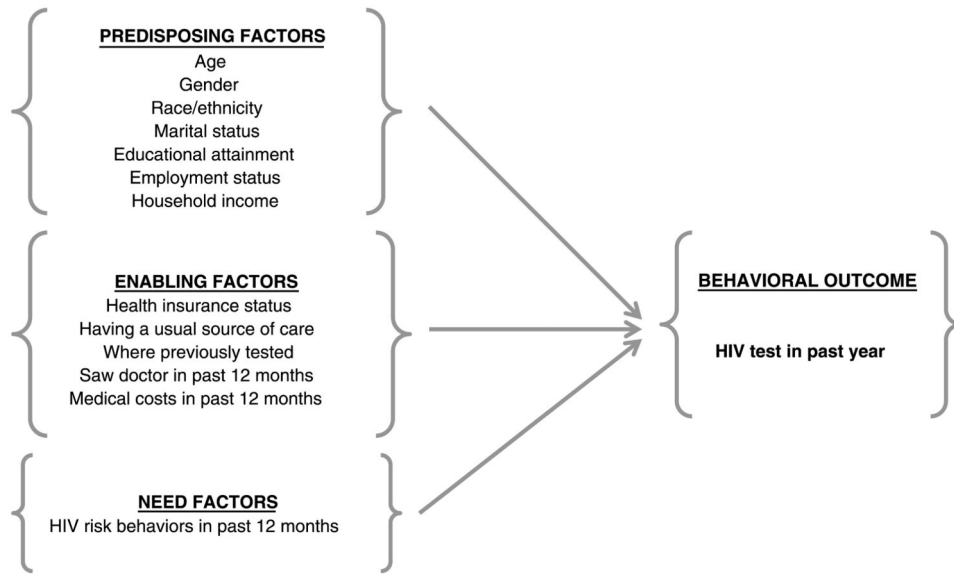 PREDISPOSING FACTORS
Age
Gender
Race/ethnicity
Marital status
Educational attainment
Employment status
Household income
ENABLING FACTORS
Health insurance status
Having a usual source of care
Where previously tested
Saw doctor in past 12 months
Medical costs in past 12 months
NEED FACTORS
HIV risk behaviors in past 12 months
BEHAVIORAL OUTCOME
HIV test in past year